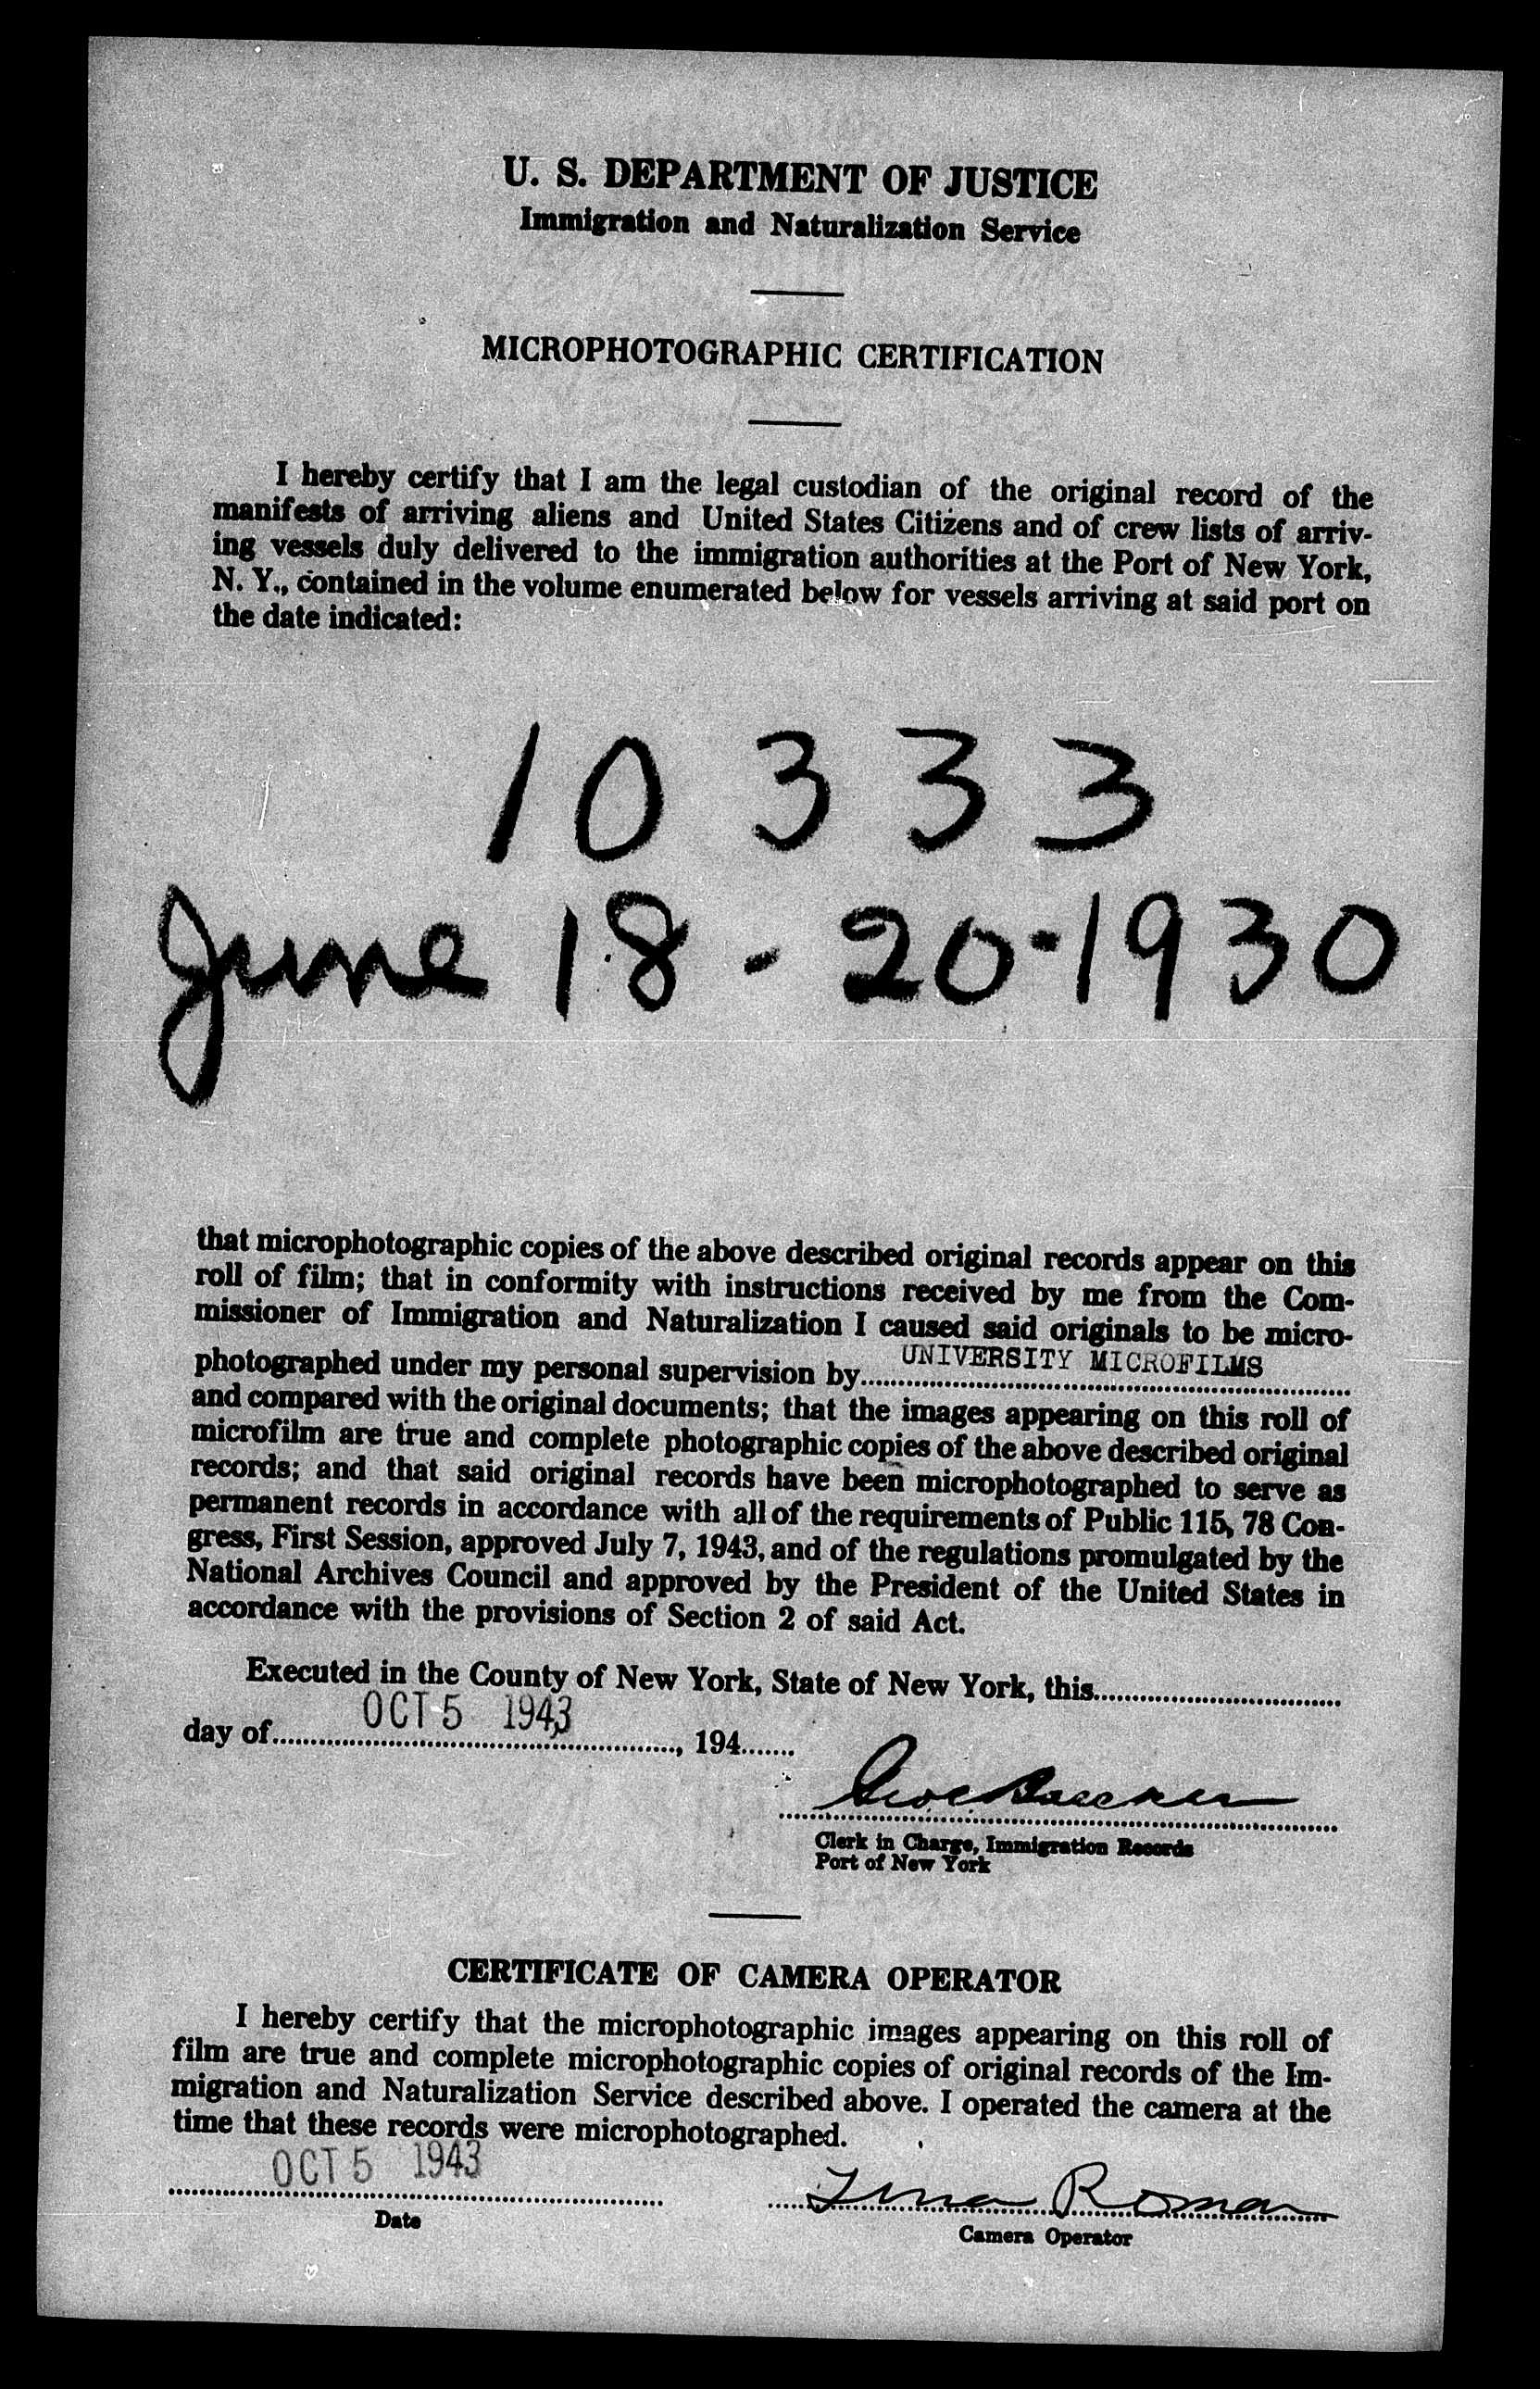 U. S. DEPARTMENT OF JUSTICE
Immigration and Naturalization Service
MICROPHOTOGRAPHIC CERTIFICATION
I hereby certify that I am the legal custodian of the original record of the
manifests of arriving aliens and United States Citizens and of crew lists of arriv-
ing vessels duly delivered to the immigration authorities at the Port of New York,
N. Y., contained in the volume enumerated below for vessels arriving at said port on
the date indicated:
10333
June 18 - 20-1930
that microphotographic copies of the above described original records appear on this
roll of film; that in conformity with instructions received by me from the Com-
missioner of Immigration and Naturalization I caused said originals to be micro-
photographed under my personal supervision by UNIVERSITY MICROFILMS
and compared with the original documents; that the images appearing on this roll of
microfilm are true and complete photographic copies of the above described original
records; and that said original records have been microphotographed to serve as
permanent records in accordance with all of the requirements of Public 115, 78 Con-
gress, First Session, approved July 7, 1943, and of the regulations promulgated by the
National Archives Council and approved by the President of the United States in
accordance with the provisions of Section 2 of said Act.
Executed in the County of New York, State of New York, this
day of OCT 5 1943, 194
Clerk in Charge, Immigration Records
Port of New York
CERTIFICATE OF CAMERA OPERATOR
I hereby certify that the microphotographic images appearing on this roll of
film are true and complete microphotographic copies of original records of the Im-
migration and Naturalization Service described above. I operated the camera at the
time that these records were microphotographed.
OCT 5 1943
Roman
Date
Camera Operator